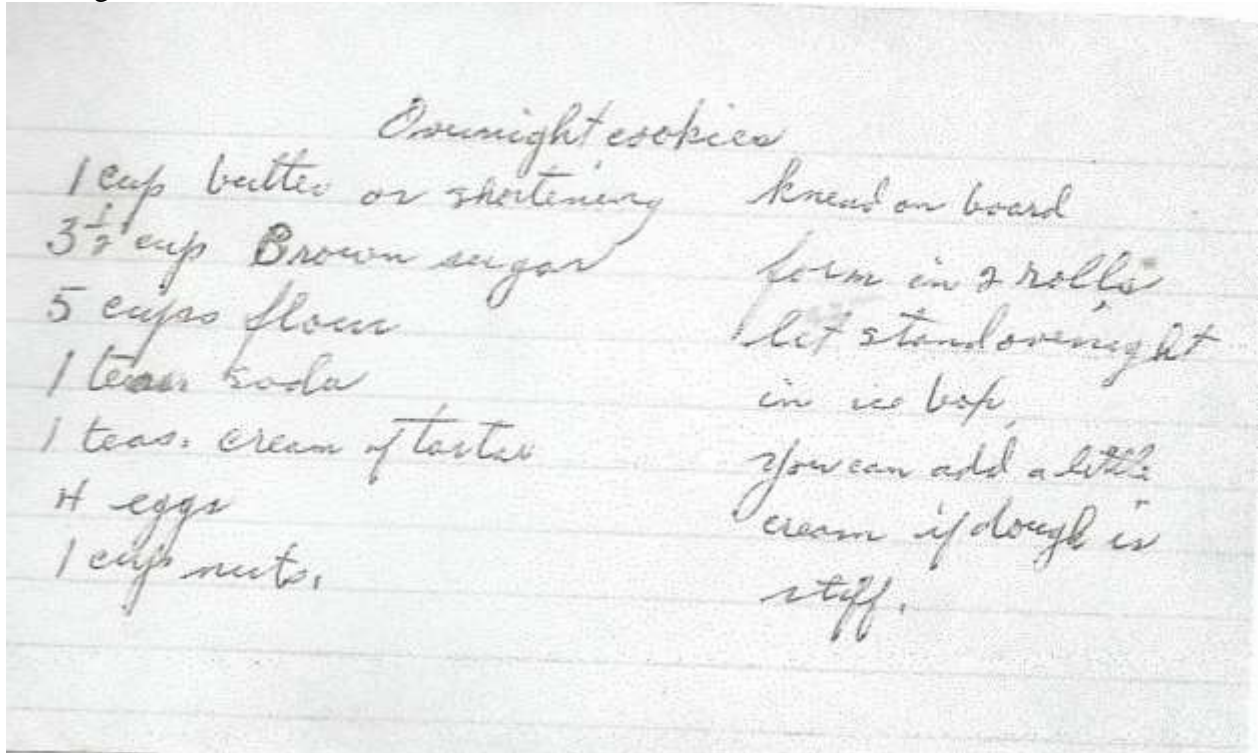 Overnight cookies
1 cup butter or shortening
3 1/2 cup Brown sugar
5 cups flour
1 teas soda
1 teas. cream of tartar
4 eggs
1 cup nuts.
knead on board
form in 2 rolls
let stand overnight
in ice box,
you can add a little
cream if dough is
stiff.